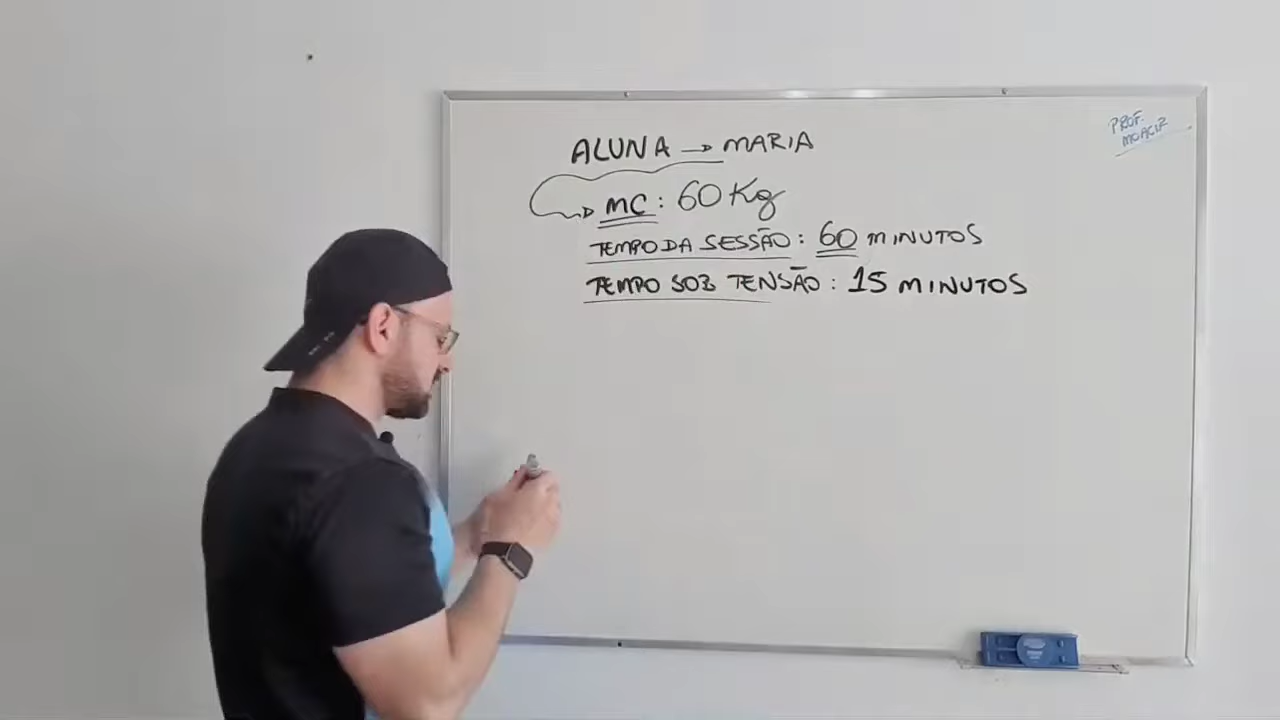 ALUNA → MARIA
MC: 60 Kg
TEMPO DA SESSÃO: 60 MINUTOS
TEMPO SOB TENSÃO: 15 MINUTOS
PROF.
MOACIR